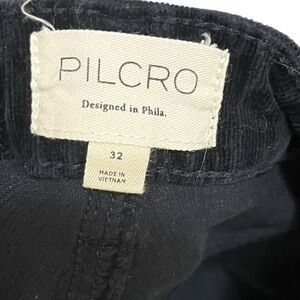 PILCRO
Designed in Phila.
32
MADE IN
VIETNAM